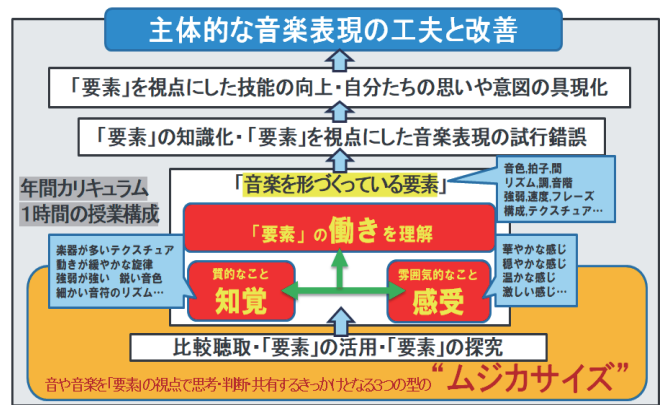 主体的な音楽表現の工夫と改善
「要素」を視点にした技能の向上・自分たちの思いや意図の具現化
「要素」の知識化・「要素」を視点にした音楽表現の試行錯誤
年間カリキュラム
1時間の授業構成
「音楽を形づくっている要素」
音色,拍子,間
リズム,調,音階
強弱,速度,フレーズ
構成,テクスチュア…
「要素」の働きを理解
楽器が多いテクスチュア
動きが緩やかな旋律
強弱が強い 鋭い音色
細かい音符のリズム…
質的なこと
知覚
雰囲気的なこと
感受
華やかな感じ
穏やかな感じ
温かな感じ
激しい感じ…
比較聴取・「要素」の活用・「要素」の探究
音や音楽を「要素」の視点で思考・判断・共有するきっかけとなる3つの型の“ムジカサイズ”